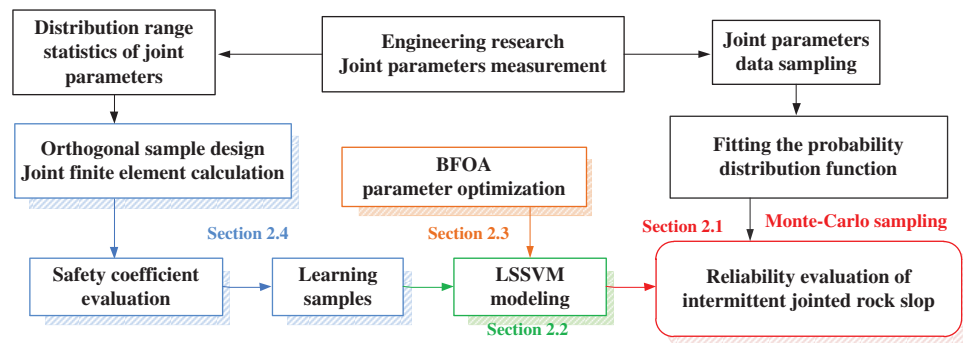 Distribution range
statistics of joint
parameters
Engineering research
Joint parameters measurement
Joint parameters
data sampling
Orthogonal sample design
Joint finite element calculation
BFOA
parameter optimization
Fitting the probability
distribution function
Section 2.4
Section 2.3
Section 2.1
Monte-Carlo sampling
Safety coefficient
evaluation
Learning
samples
LSSVM
modeling
Reliability evaluation of
intermittent jointed rock slop
Section 2.2